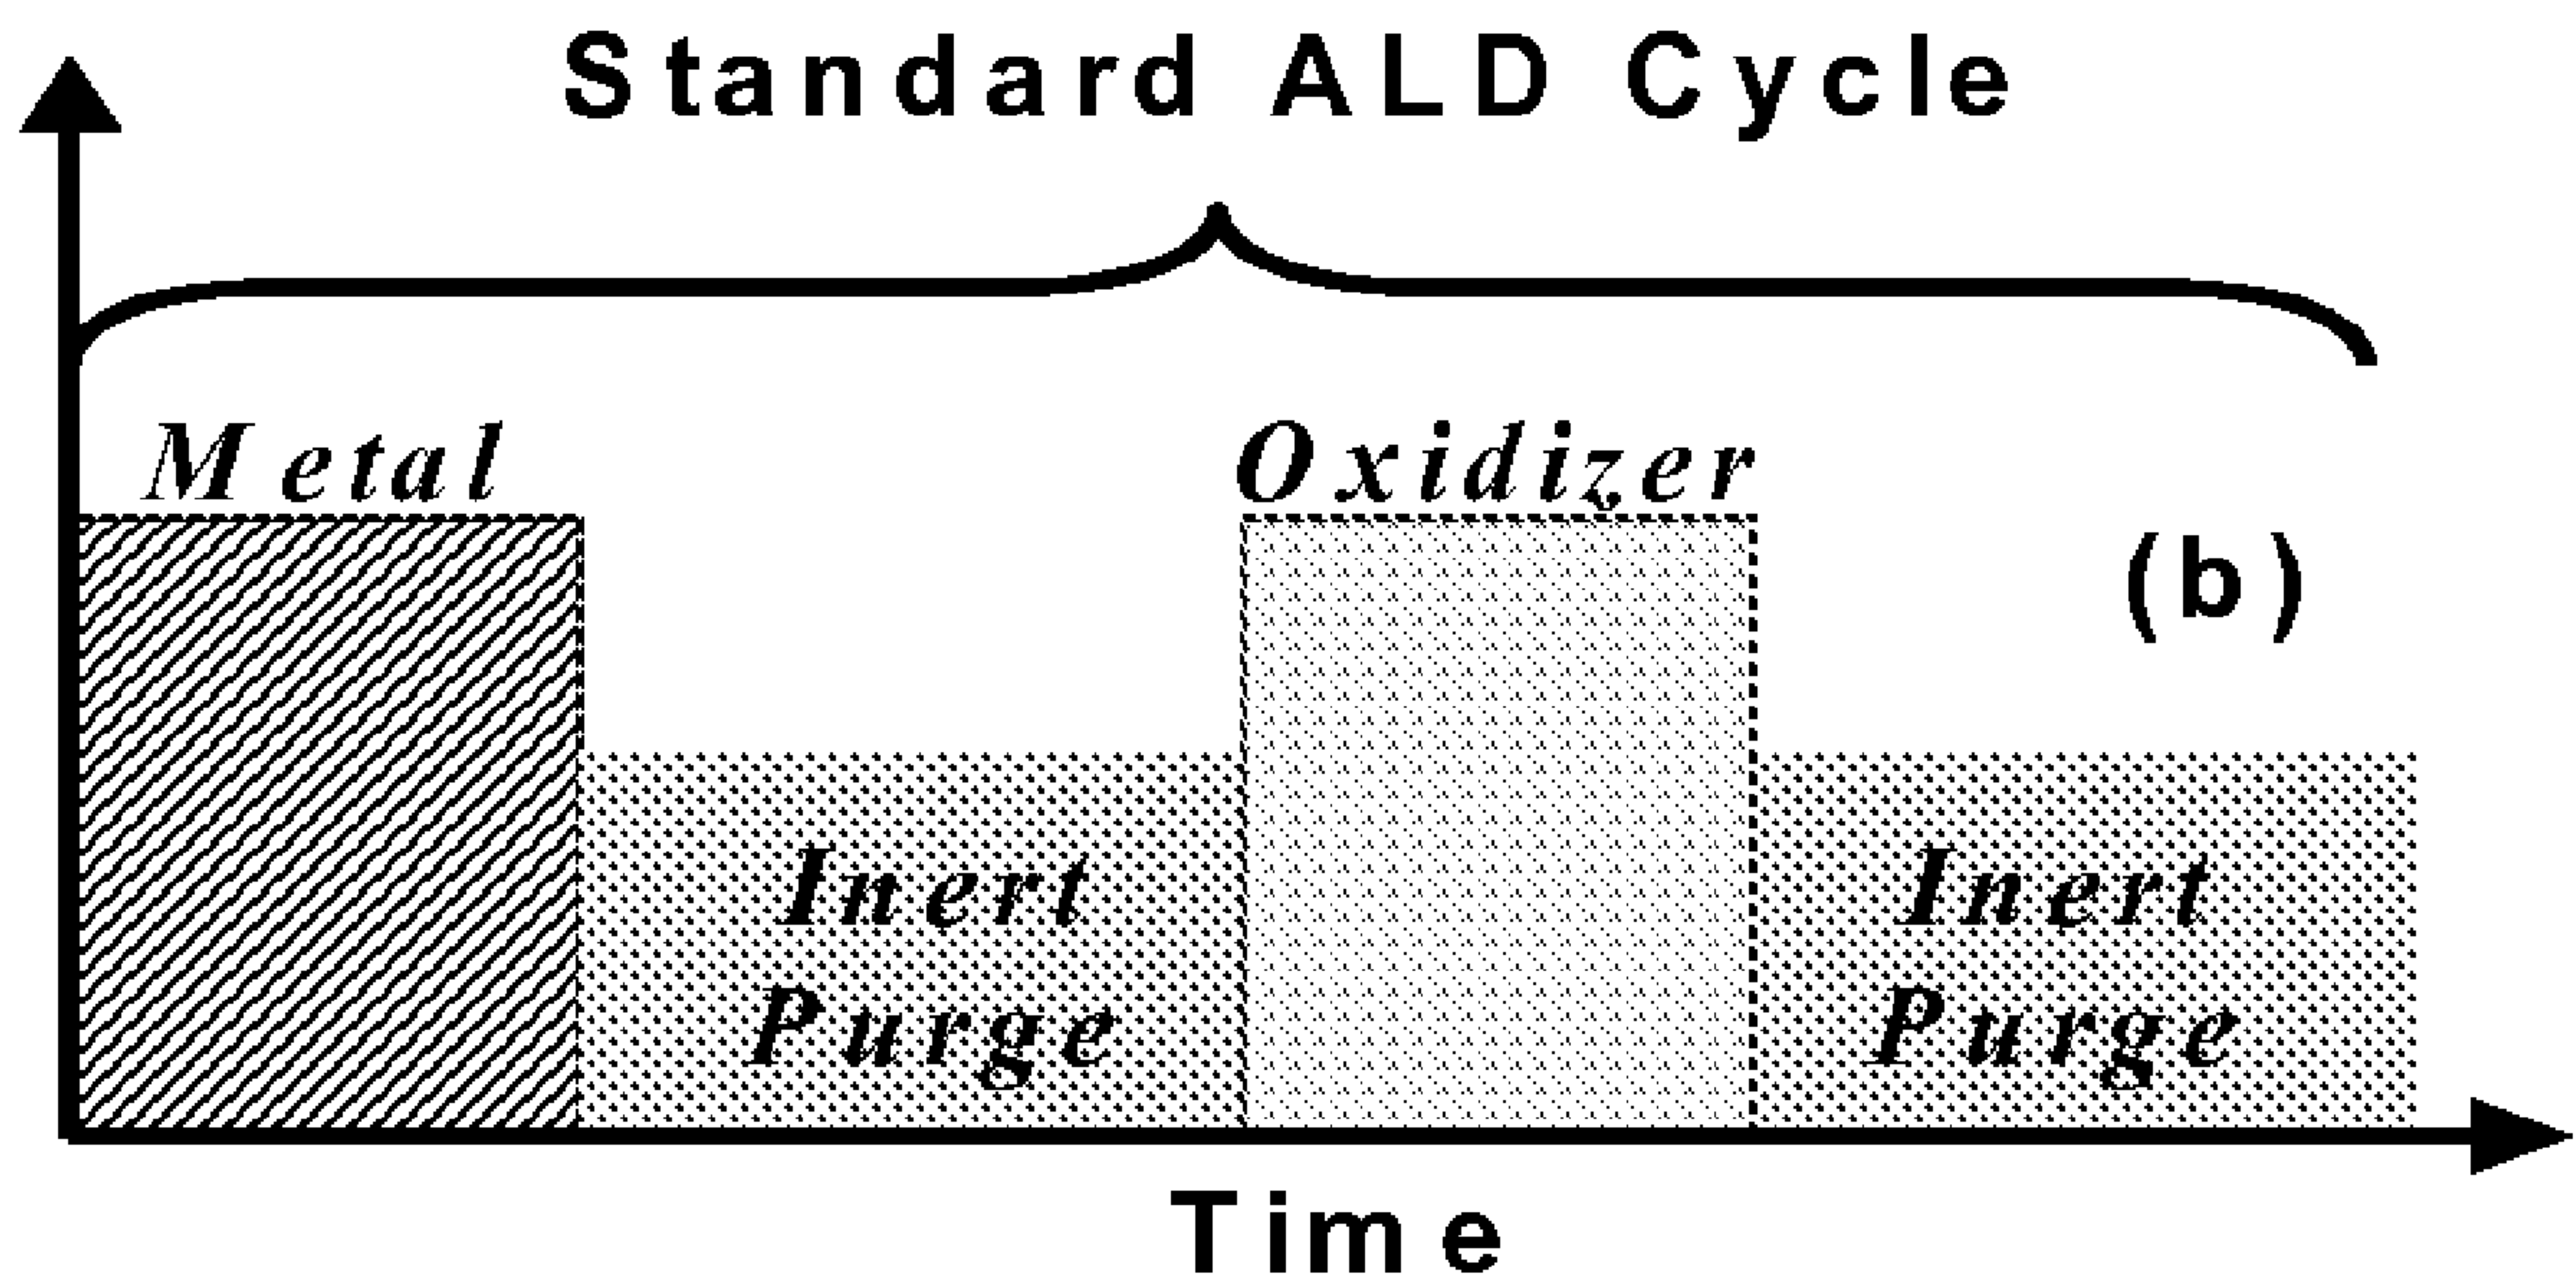 Standard ALD Cycle
Metal
Oxidizer
(b)
Inert
Purge
Inert
Purge
Time